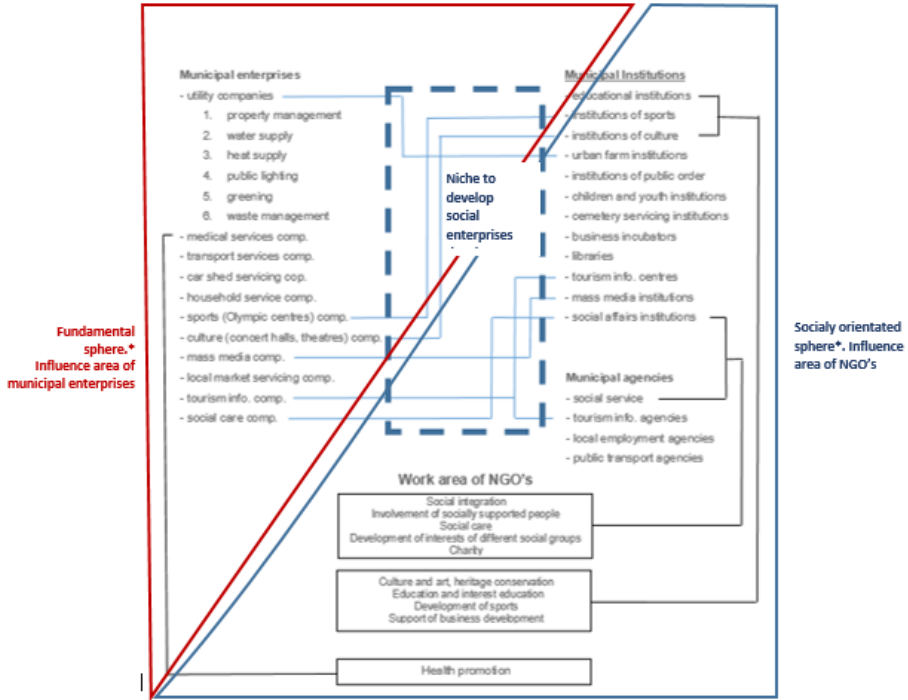 Municipal enterprises
- utility companies
1. property management
2. water supply
3. heat supply
4. public lighting
5. greening
6. waste management
- medical services comp.
- transport services comp.
- car shed servicing cop.
- household service comp.
- sports (Olympic centres) comp.
- culture (concert halls, theatres) comp.
- mass media comp.
- local market servicing comp.
- tourism info. comp.
- social care comp.
Niche to
develop
social
enterprises
Municipal Institutions
- educational institutions
- institutions of sports
- institutions of culture
- urban farm institutions
- institutions of public order
- children and youth institutions
- cemetery servicing institutions
- business incubators
- libraries
- tourism info. centres
- mass media institutions
- social affairs institutions
Municipal agencies
- social service
- tourism info. agencies
- local employment agencies
- public transport agencies
Fundamental
sphere.*
Influence area of
municipal enterprises
Socialy orientated
sphere*. Influence
area of NGO's
Work area of NGO's
Social integration
Involvement of socially supported people
Social care
Development of interests of different social groups
Charity
Culture and art, heritage conservation
Education and interest education
Development of sports
Support of business development
Health promotion